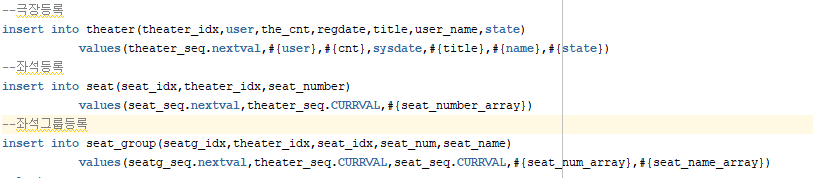 --극장등록
insert into theater(theater_idx,user,the_cnt,regdate,title,user_name,state)
values(theater_seq.nextval,#{user},#{cnt},sysdate,#{title},#{name},#{state})
--좌석등록
insert into seat(seat_idx,theater_idx,seat_number)
values(seat_seq.nextval,theater_seq.CURRVAL,#{seat_number_array})
--좌석그룹등록
insert into seat_group(seatg_idx,theater_idx,seat_idx,seat_num,seat_name)
values(seatg_seq.nextval,theater_seq.CURRVAL,seat_seq.CURRVAL,#{seat_num_array},#{seat_name_array})